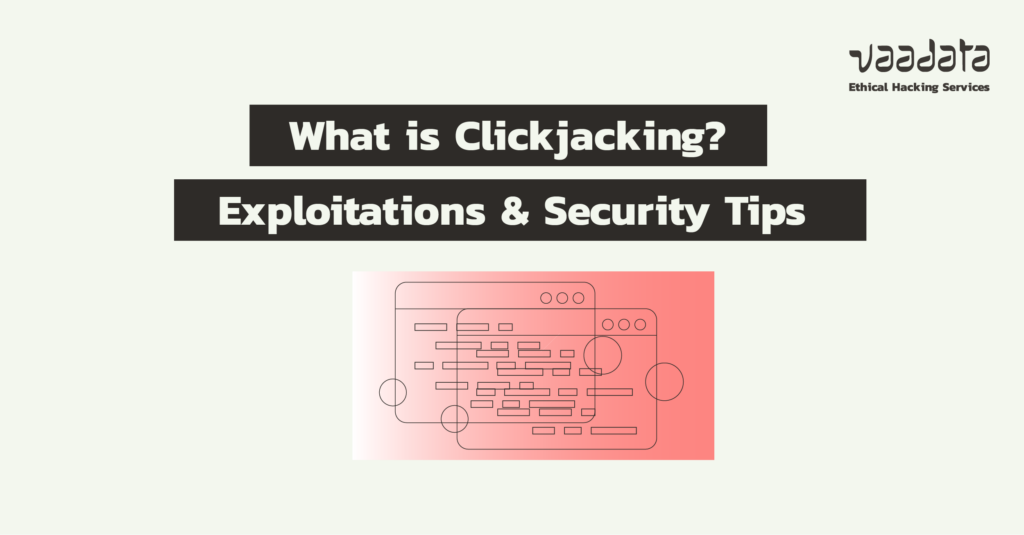 vaadata
Ethical Hacking Services
What is Clickjacking?
Exploitations & Security Tips